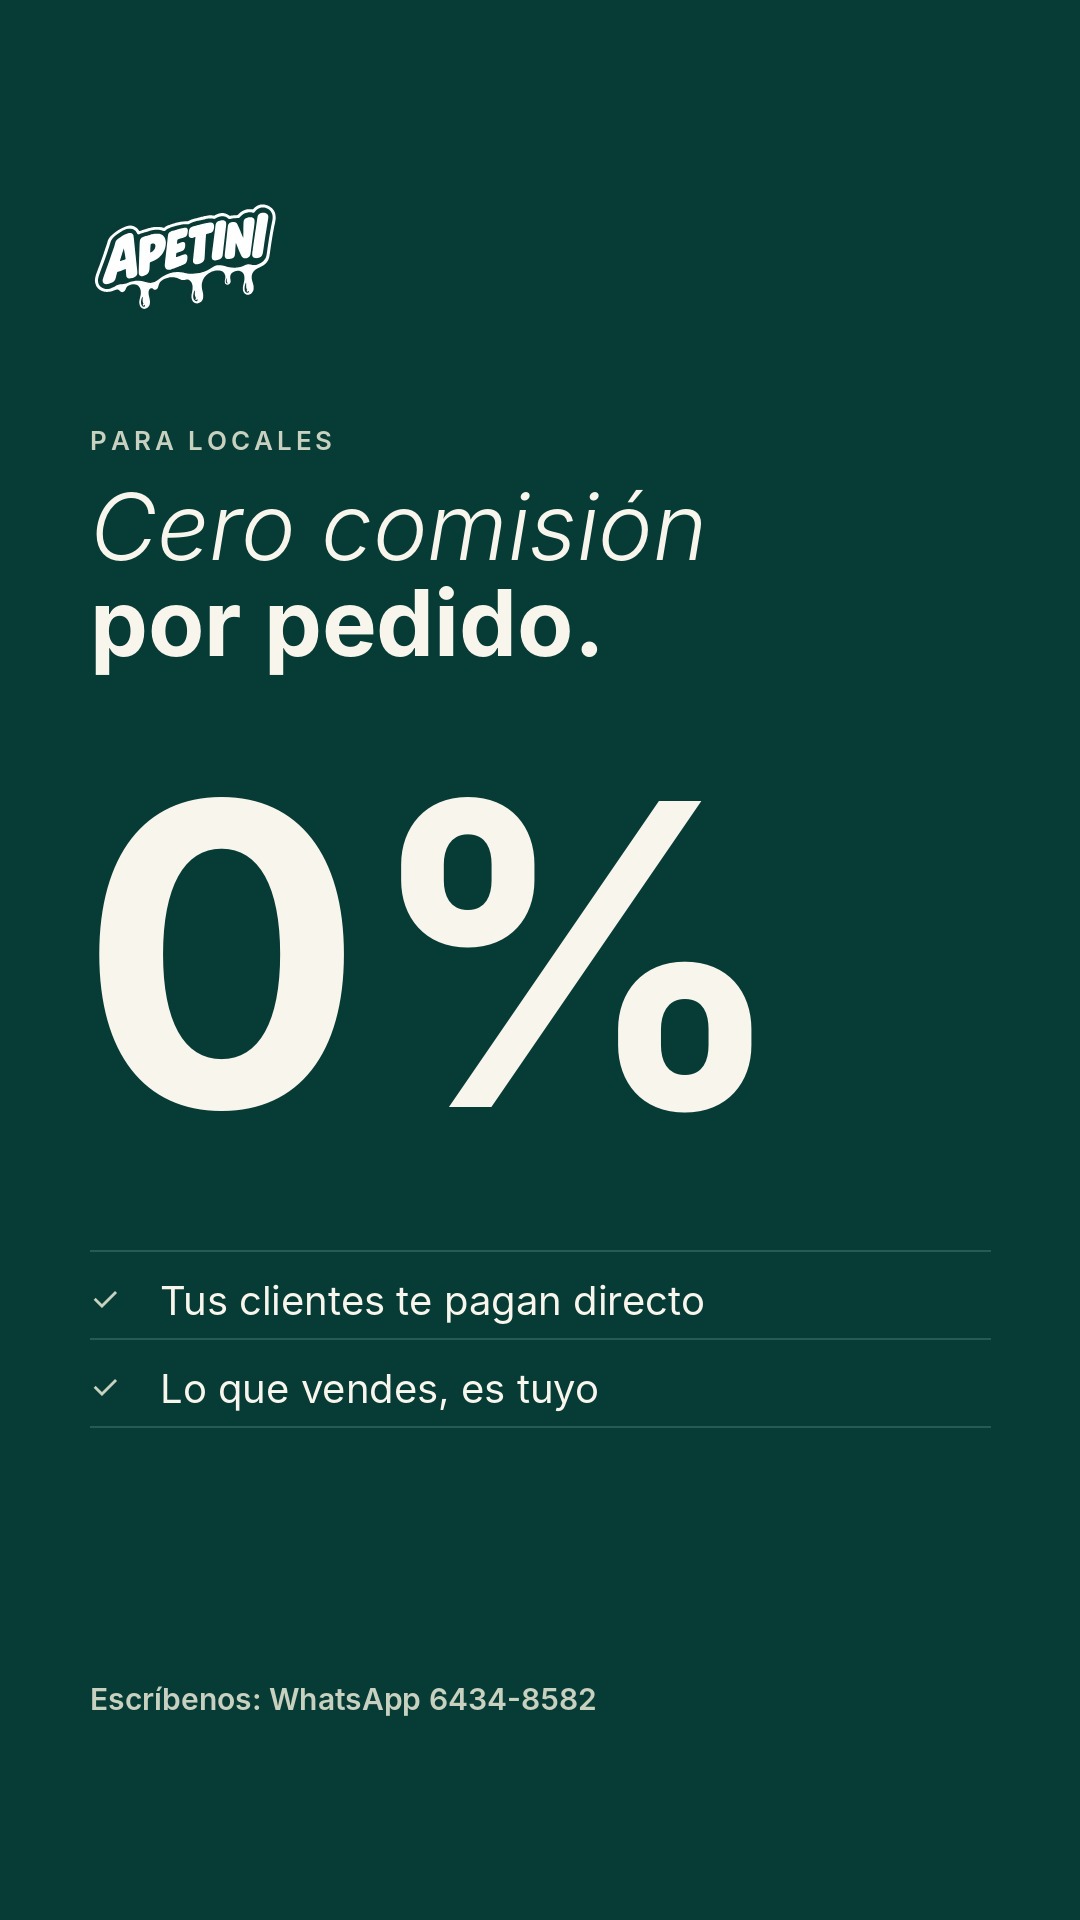 APETINI
PARA LOCALES
Cero comisión
por pedido.
0%
Tus clientes te pagan directo
Lo que vendes, es tuyo
Escríbenos: WhatsApp 6434-8582